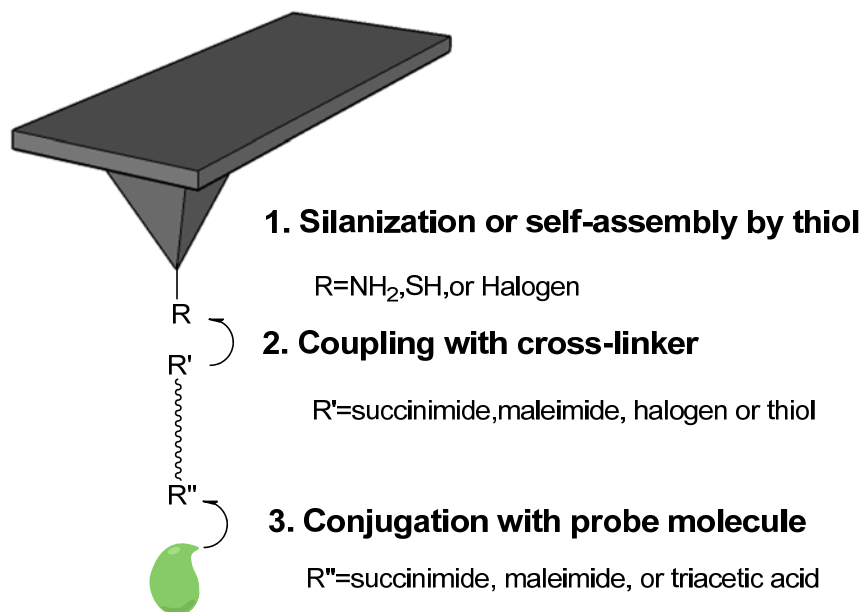 1. Silanization or self-assembly by thiol
R=NH₂,SH,or Halogen
R
2. Coupling with cross-linker
R'
R'=succinimide,maleimide, halogen or thiol
R"
3. Conjugation with probe molecule
R"=succinimide, maleimide, or triacetic acid